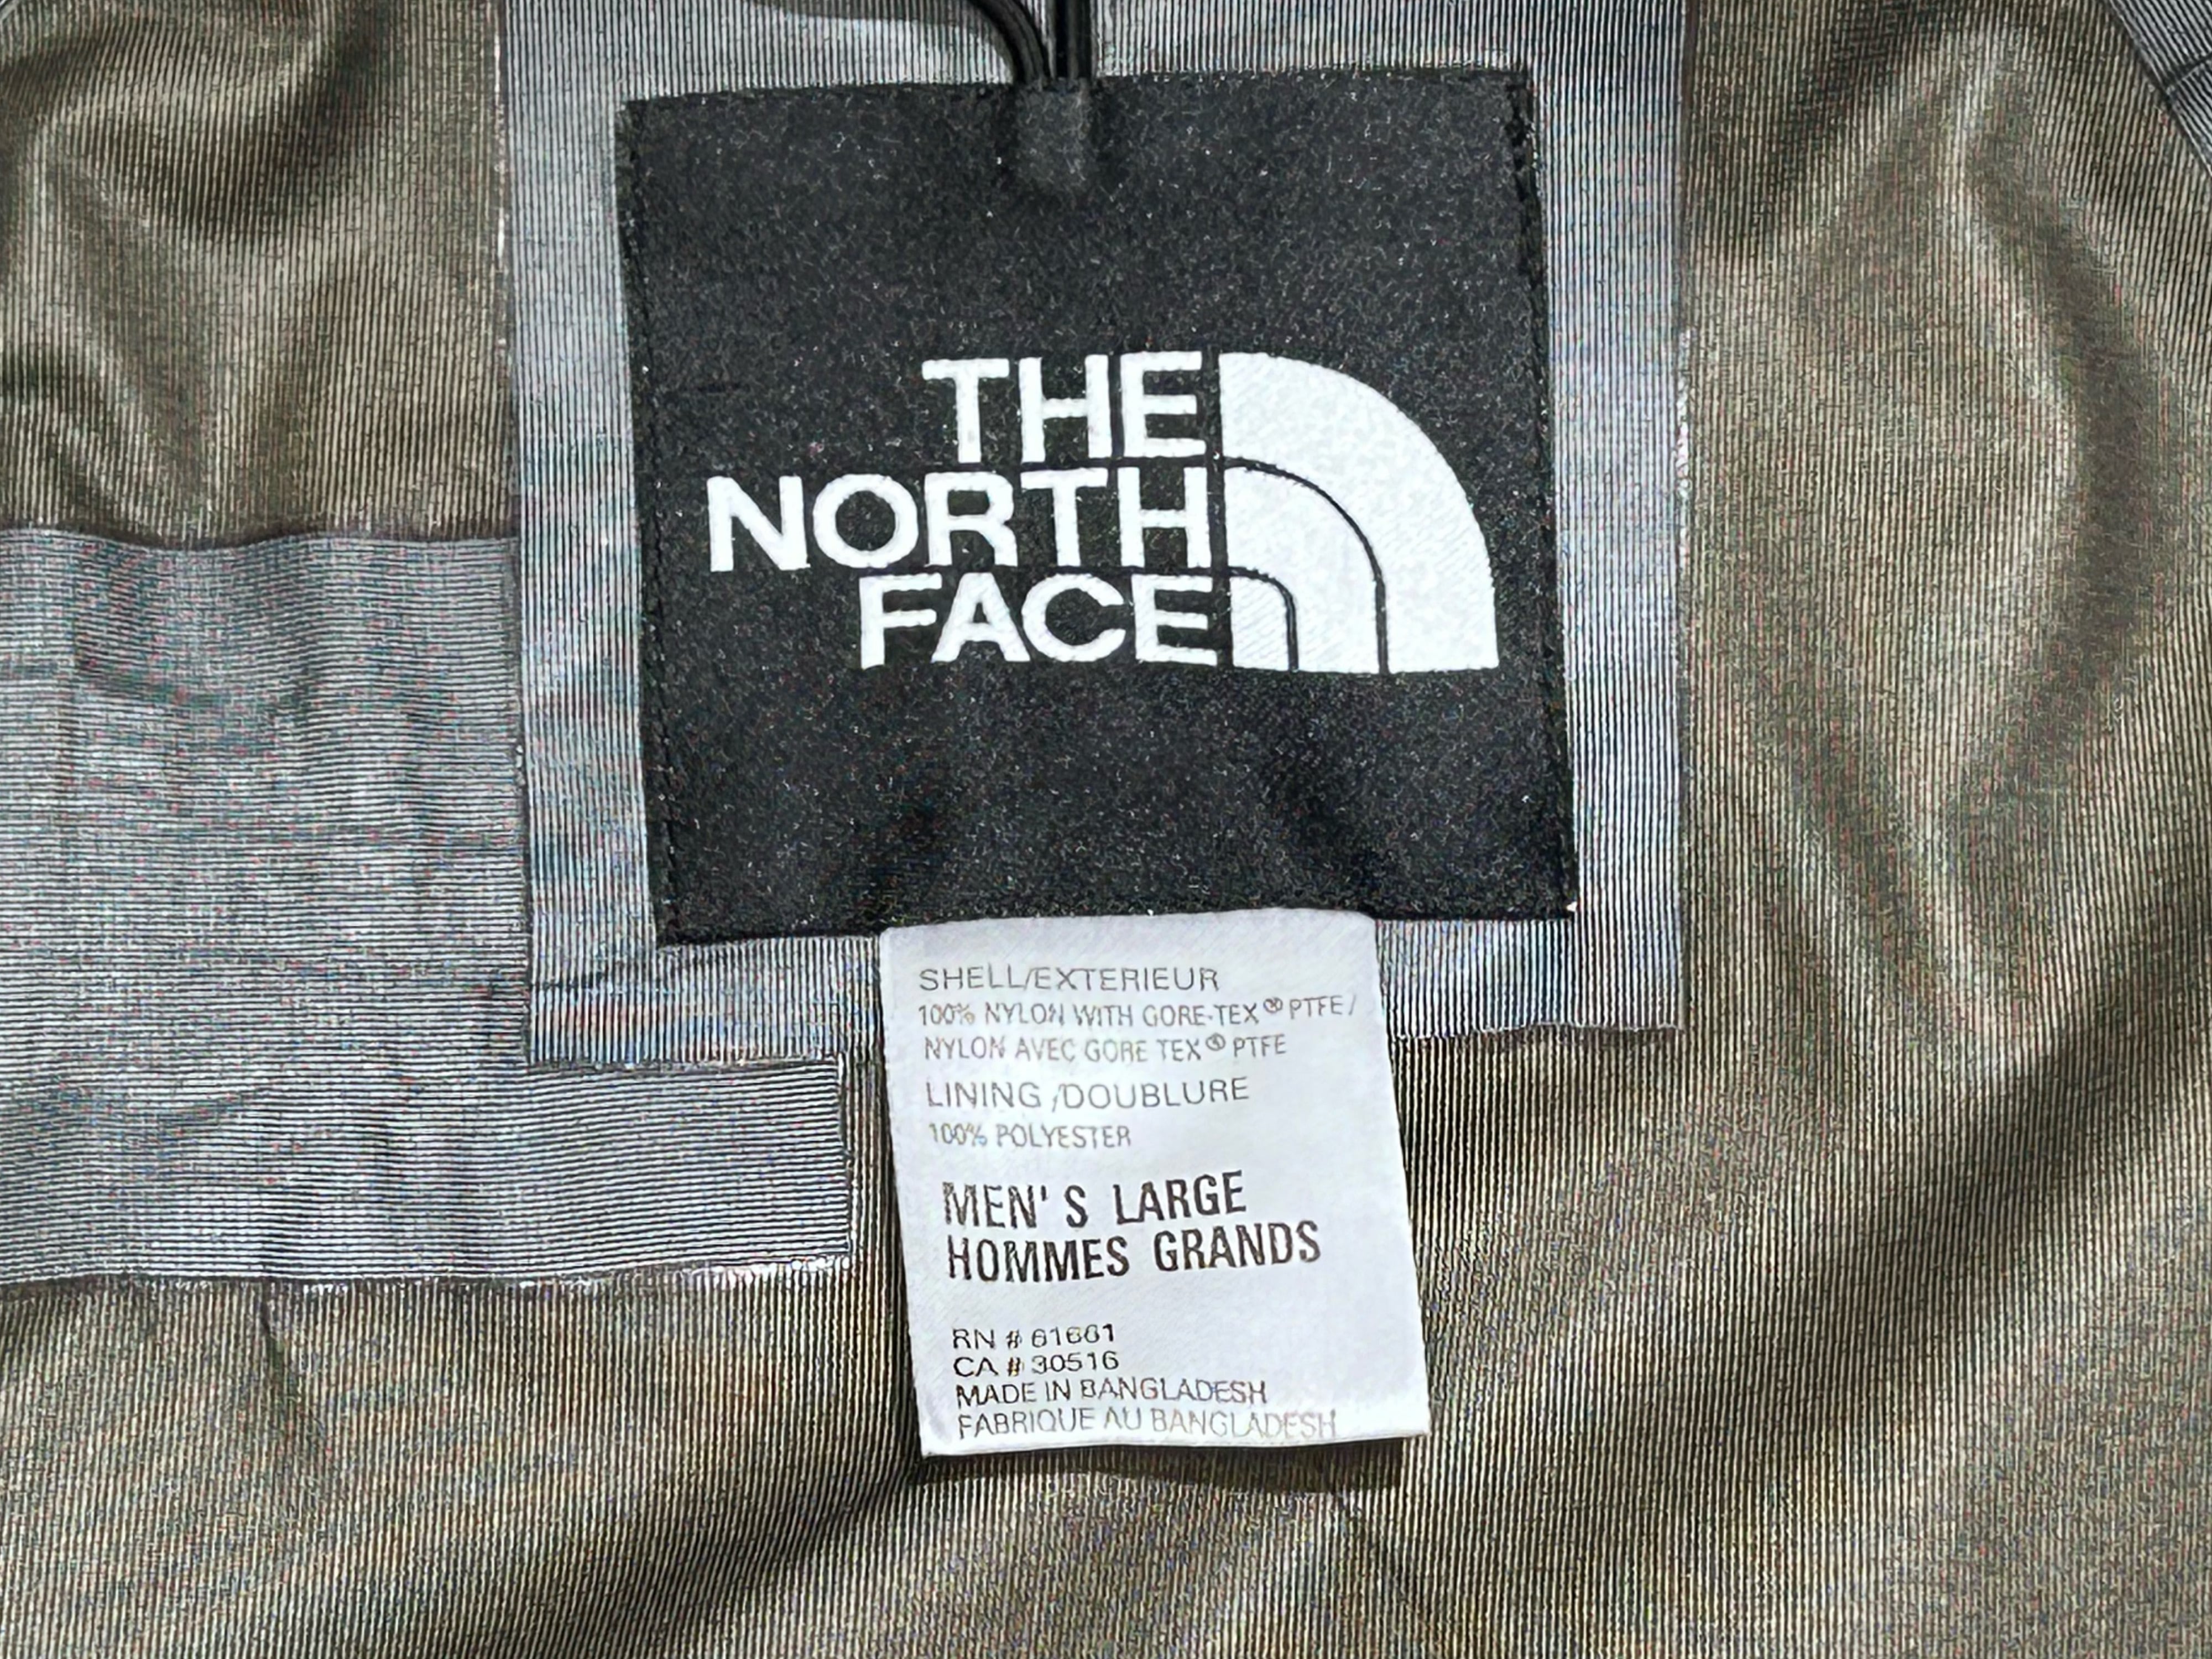 THE
NORTH
FACE
SHELL/EXTERIEUR
100% NYLON WITH GORE-TEX® PTFE /
NYLON AVEC GORE TEX® PTFE
LINING /DOUBLURE
100% POLYESTER
MEN'S LARGE
HOMMES GRANDS
RN # 61661
CA # 30516
MADE IN BANGLADESH
FABRIQUE AU BANGLADESH